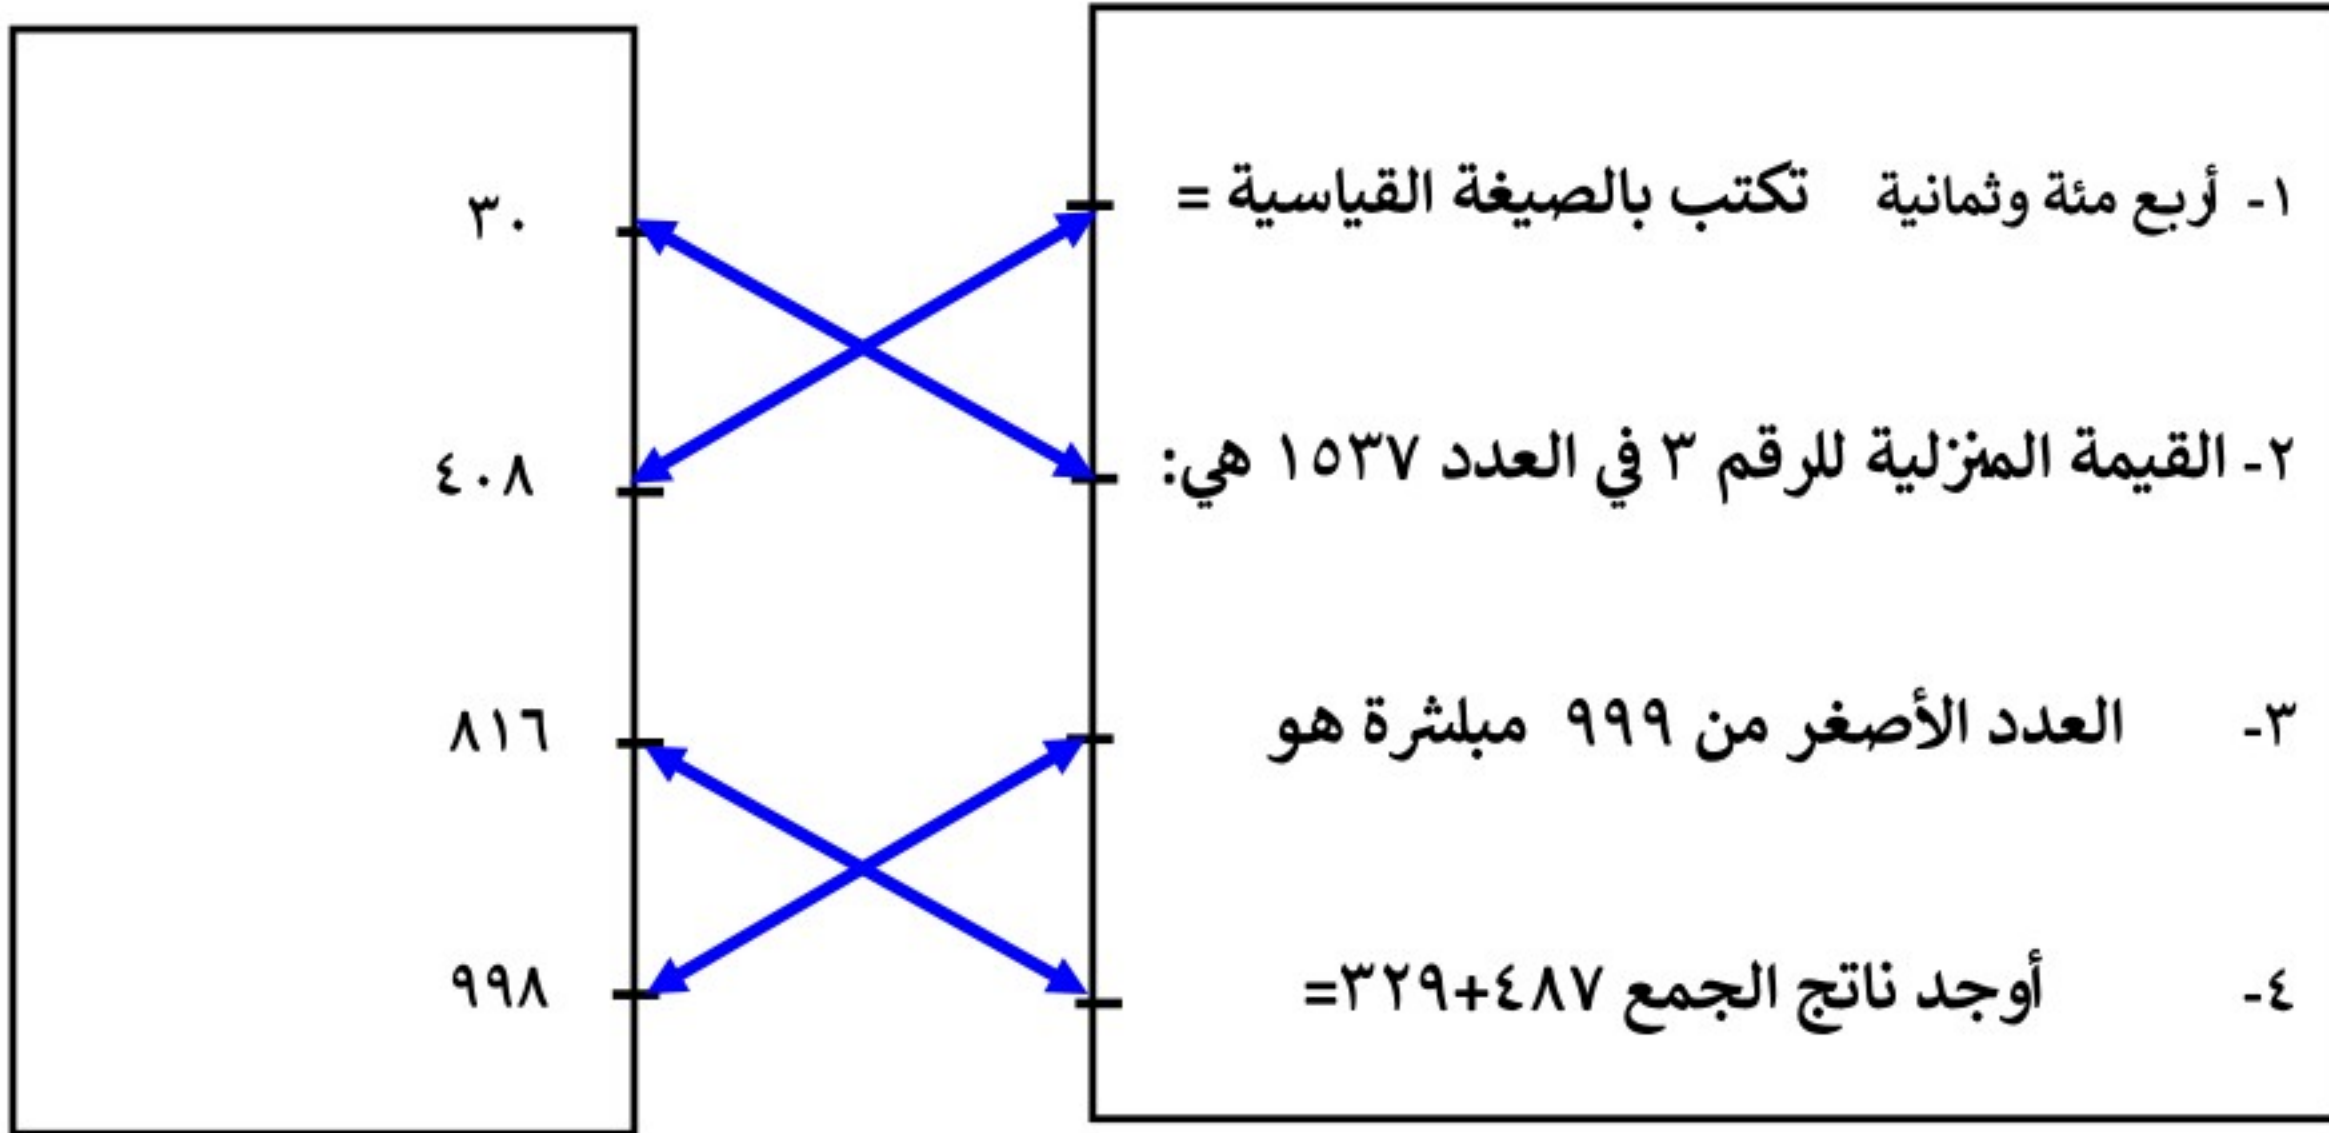 ١- أربع مئة وثمانية تكتب بالصيغة القياسية =
٣٠
٢- القيمة المنزلية للرقم ٣ في العدد ١٥٣٧ هي:
٤٠٨
٣- العدد الأصغر من ٩٩٩ مبلشرة هو
٨١٦
٤- أوجد ناتج الجمع ٤٨٧+٣٢٩=
٩٩٨